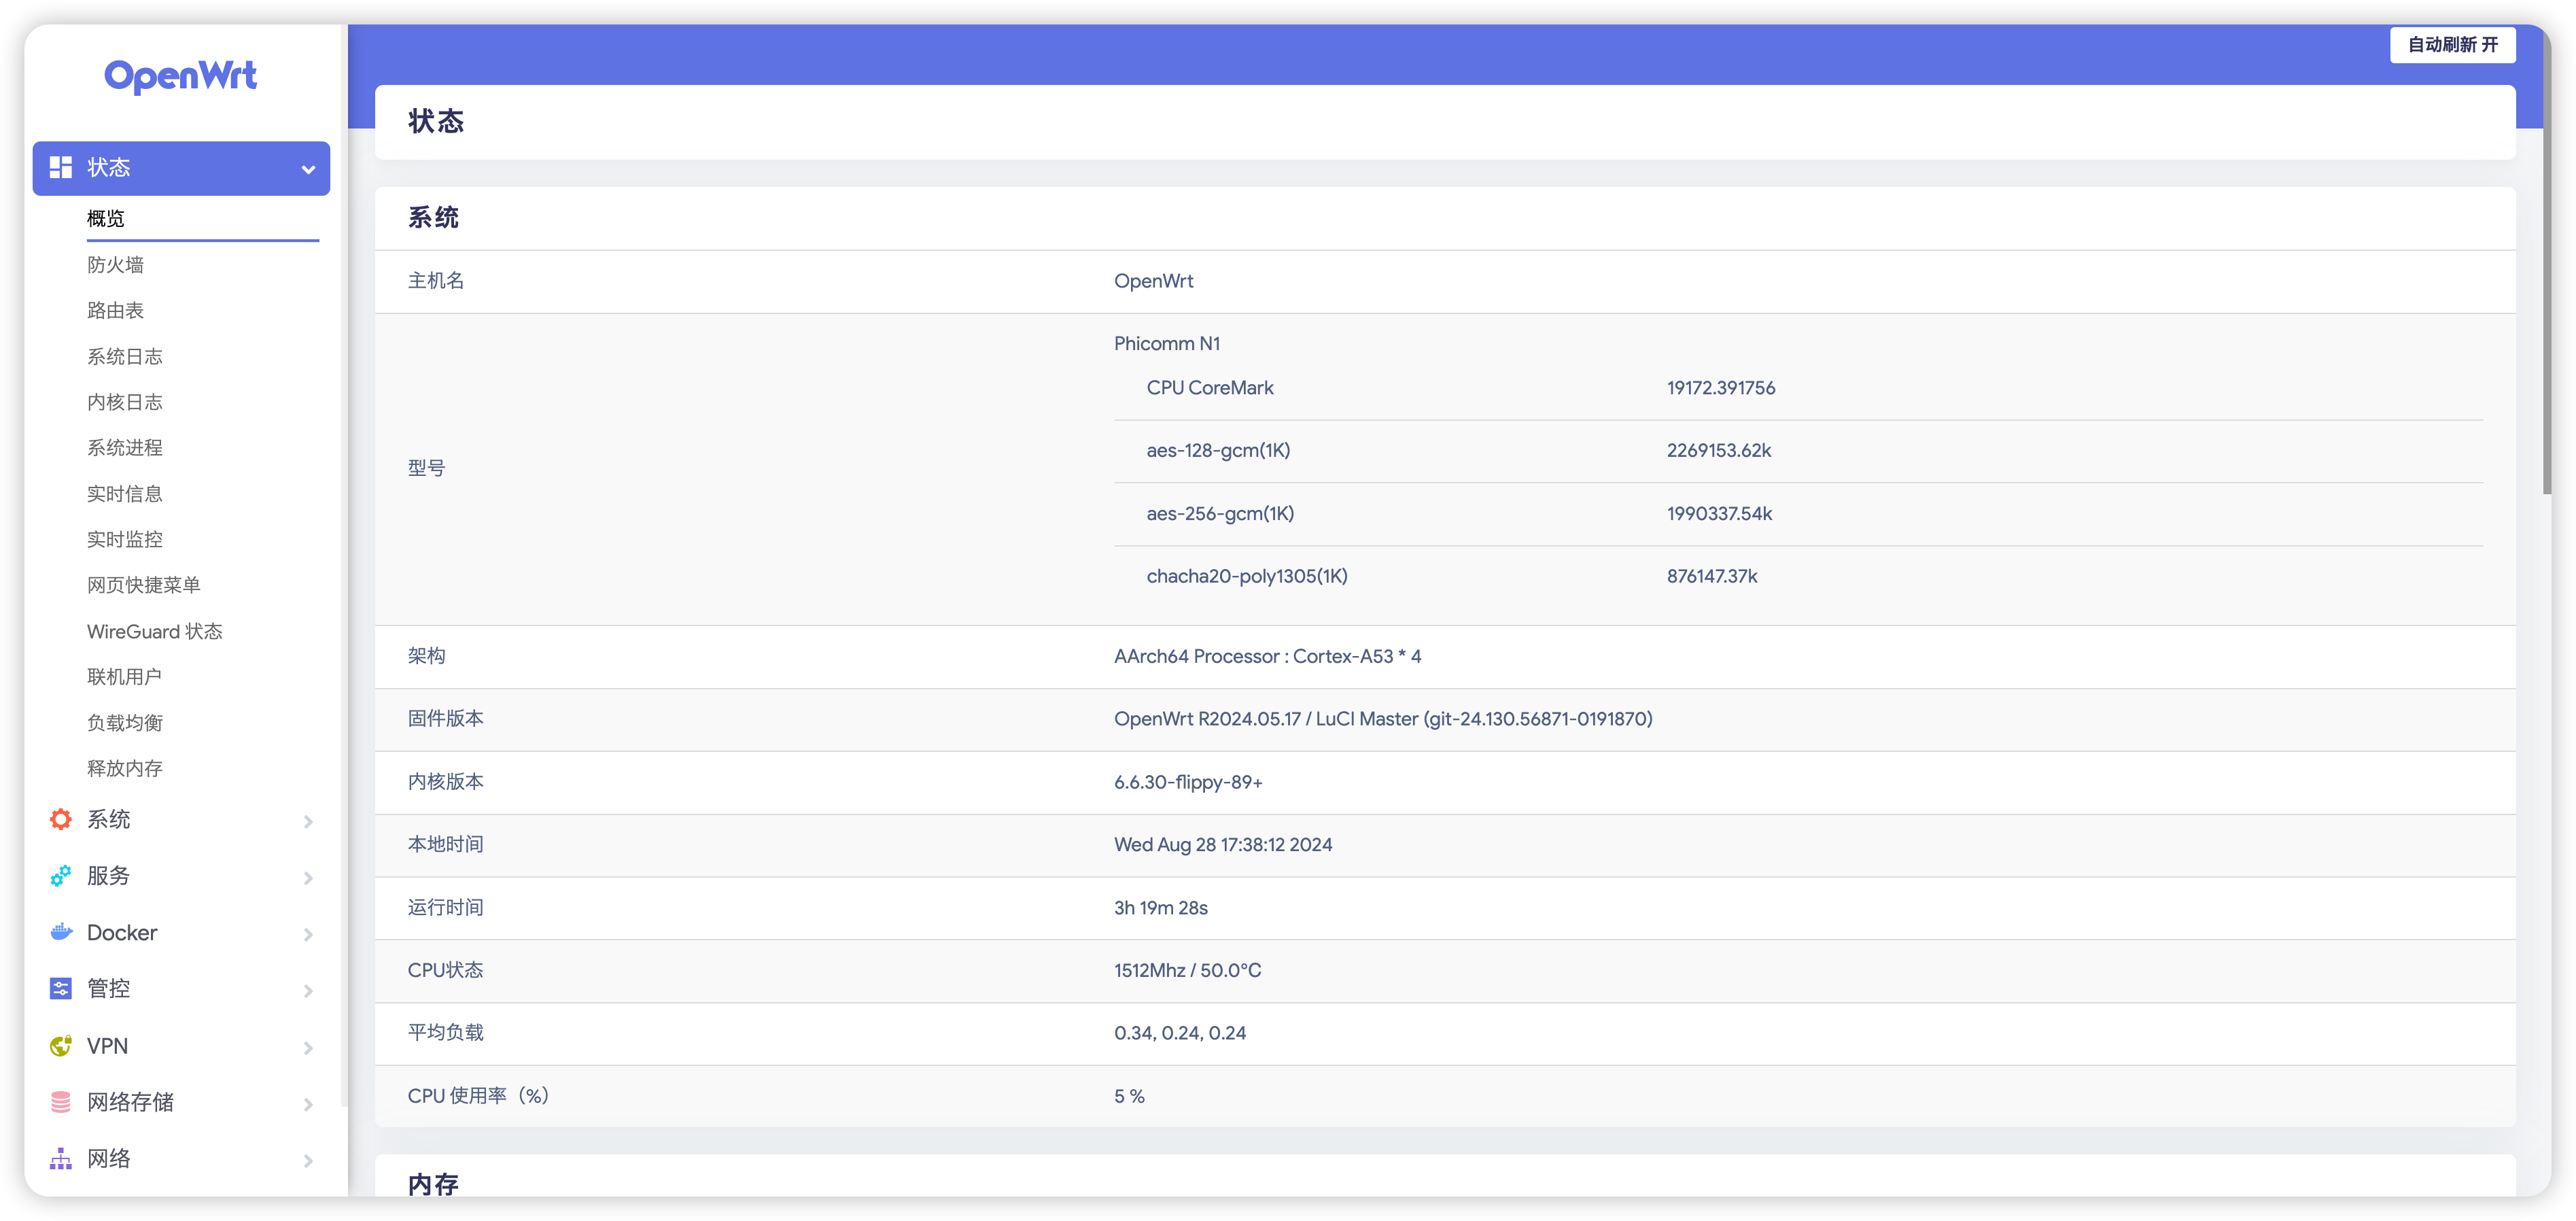 OpenWrt
自动刷新 开
状态
概览
防火墙
路由表
系统日志
内核日志
系统进程
实时信息
实时监控
网页快捷菜单
WireGuard 状态
联机用户
负载均衡
释放内存
系统
服务
Docker
管控
VPN
网络存储
网络
状态
系统
主机名 OpenWrt
型号 Phicomm N1
CPU CoreMark 19172.391756
aes-128-gcm(1K) 2269153.62k
aes-256-gcm(1K) 1990337.54k
chacha20-poly1305(1K) 876147.37k
架构 AArch64 Processor : Cortex-A53 * 4
固件版本 OpenWrt R2024.05.17 / LuCI Master (git-24.130.56871-0191870)
内核版本 6.6.30-flippy-89+
本地时间 Wed Aug 28 17:38:12 2024
运行时间 3h 19m 28s
CPU状态 1512Mhz / 50.0°C
平均负载 0.34, 0.24, 0.24
CPU 使用率（%） 5 %
内存